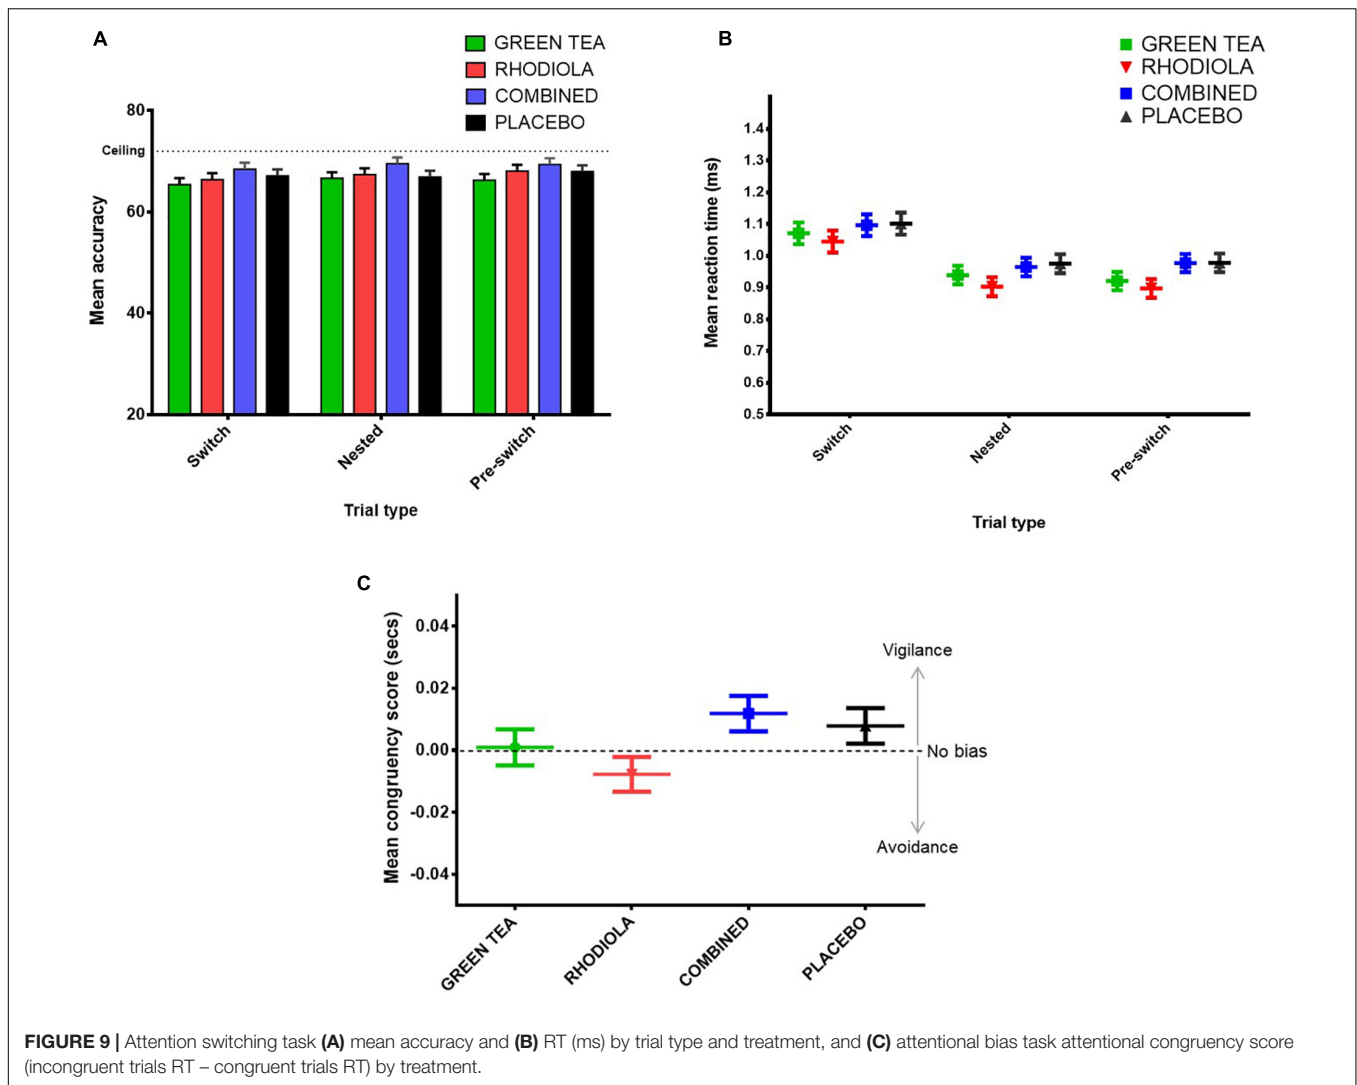 A
GREEN TEA
RHODIOLA
COMBINED
PLACEBO
80
Ceiling
60
40
20
Mean accuracy
Switch
Nested
Pre-switch
Trial type
B
GREEN TEA
RHODIOLA
COMBINED
PLACEBO
1.4
1.3
1.2
1.1
1.0
0.9
0.8
0.7
0.6
0.5
Mean reaction time (ms)
Switch
Nested
Pre-switch
Trial type
C
0.04
0.02
0.00
-0.02
-0.04
Mean congruency score (secs)
Vigilance
No bias
Avoidance
GREEN TEA
RHODIOLA
COMBINED
PLACEBO
FIGURE 9 | Attention switching task (A) mean accuracy and (B) RT (ms) by trial type and treatment, and (C) attentional bias task attentional congruency score
(incongruent trials RT – congruent trials RT) by treatment.